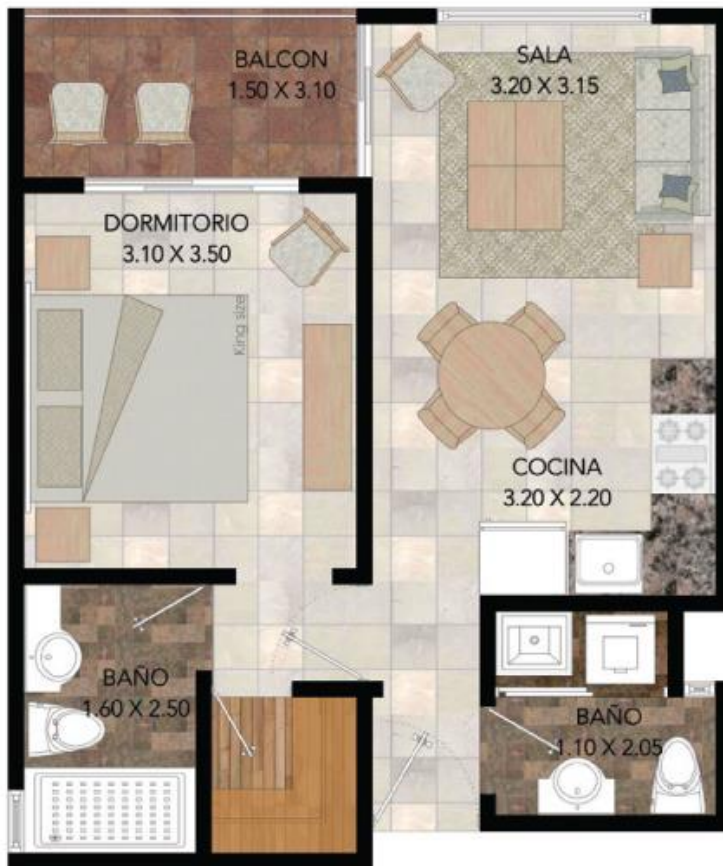 BALCON
1.50 X 3.10
SALA
3.20 X 3.15
DORMITORIO
3.10 X 3.50
King size
COCINA
3.20 X 2.20
BAÑO
1.60 X 2.50
BAÑO
1.10 X 2.05